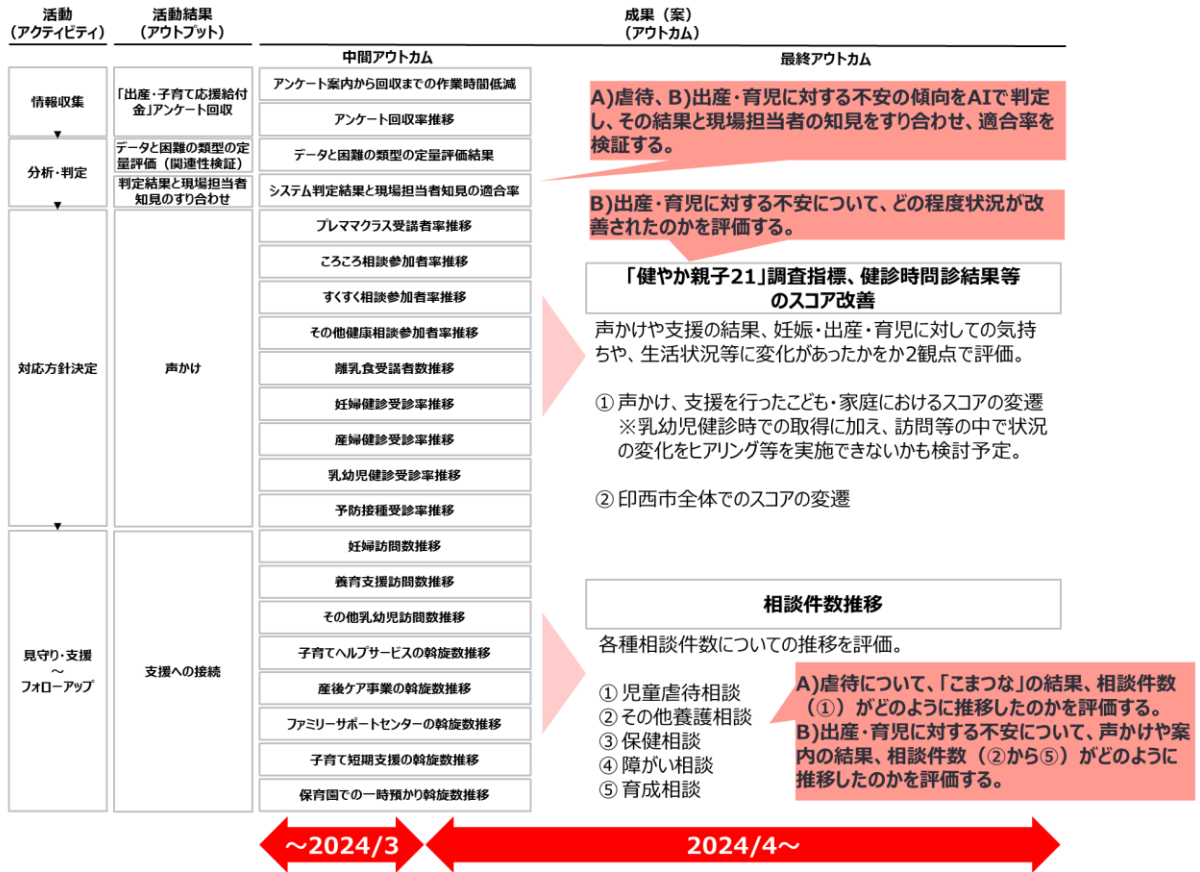 活動
(アクティビティ)
活動結果
(アウトプット)
成果（案）
(アウトカム)
中間アウトカム
最終アウトカム
情報収集
「出産・子育て応援給付
金」アンケート回収
アンケート案内から回収までの作業時間低減
アンケート回収率推移
分析・判定
データと困難の類型の定
量評価（関連性検証）
データと困難の類型の定量評価結果
判定結果と現場担当者
知見のすり合わせ
システム判定結果と現場担当者知見の適合率
対応方針決定
声かけ
プレママクラス受講者率推移
ころころ相談参加者率推移
すくすく相談参加者率推移
その他健康相談参加者率推移
離乳食受講者数推移
妊婦健診受診率推移
産婦健診受診率推移
乳幼児健診受診率推移
予防接種受診率推移
見守り・支援
～
フォローアップ
支援への接続
妊婦訪問数推移
養育支援訪問数推移
その他乳幼児訪問数推移
子育てヘルプサービスの斡旋数推移
産後ケア事業の斡旋数推移
ファミリーサポートセンターの斡旋数推移
子育て短期支援の斡旋数推移
保育園での一時預かり斡旋数推移
A)虐待、B)出産・育児に対する不安の傾向をAIで判定
し、その結果と現場担当者の知見をすり合わせ、適合率を
検証する。
B)出産・育児に対する不安について、どの程度状況が改
善されたのかを評価する。
「健やか親子21」調査指標、健診時問診結果等
のスコア改善
声かけや支援の結果、妊娠・出産・育児に対しての気持
ちや、生活状況等に変化があったかをか2観点で評価。
① 声かけ、支援を行ったこども・家庭におけるスコアの変遷
※乳幼児健診時での取得に加え、訪問等の中で状況
の変化をヒアリング等を実施できないかも検討予定。
② 印西市全体でのスコアの変遷
相談件数推移
各種相談件数についての推移を評価。
① 児童虐待相談
② その他養護相談
③ 保健相談
④ 障がい相談
⑤ 育成相談
A)虐待について、「こまつな」の結果、相談件数
（①）がどのように推移したのかを評価する。
B)出産・育児に対する不安について、声かけや案
内の結果、相談件数（②から⑤）がどのように
推移したのかを評価する。
～2024/3
2024/4～